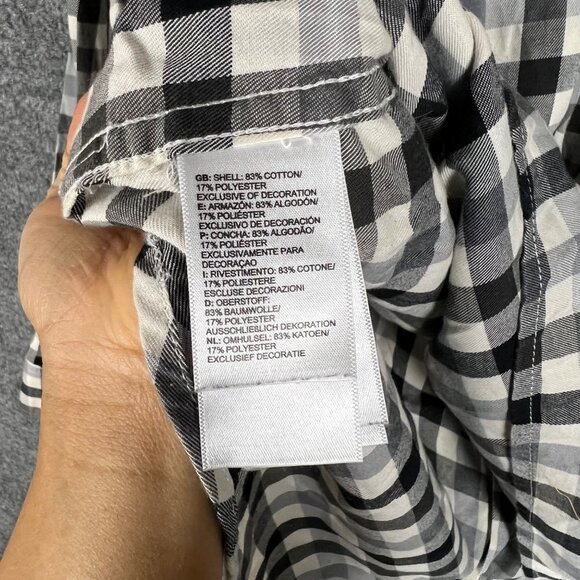 GB: SHELL: 83% COTTON/
17% POLYESTER
EXCLUSIVE OF DECORATION
E: ARMAZÓN: 83% ALGODÓN/
17% POLIÉSTER
EXCLUSIVO DE DECORACIÓN
P: CONCHA: 83% ALGODÃO/
17% POLIÉSTER
EXCLUSIVAMENTE PARA
DECORAÇAO
I: RIVESTIMENTO: 83% COTONE/
17% POLIESTERE
ESCLUSE DECORAZIONI
D: OBERSTOFF:
83% BAUMWOLLE/
17% POLYESTER
AUSSCHLIEßLICH DEKORATION
NL: OMHULSEL: 83% KATOEN/
17% POLYESTER
EXCLUSIEF DECORATIE